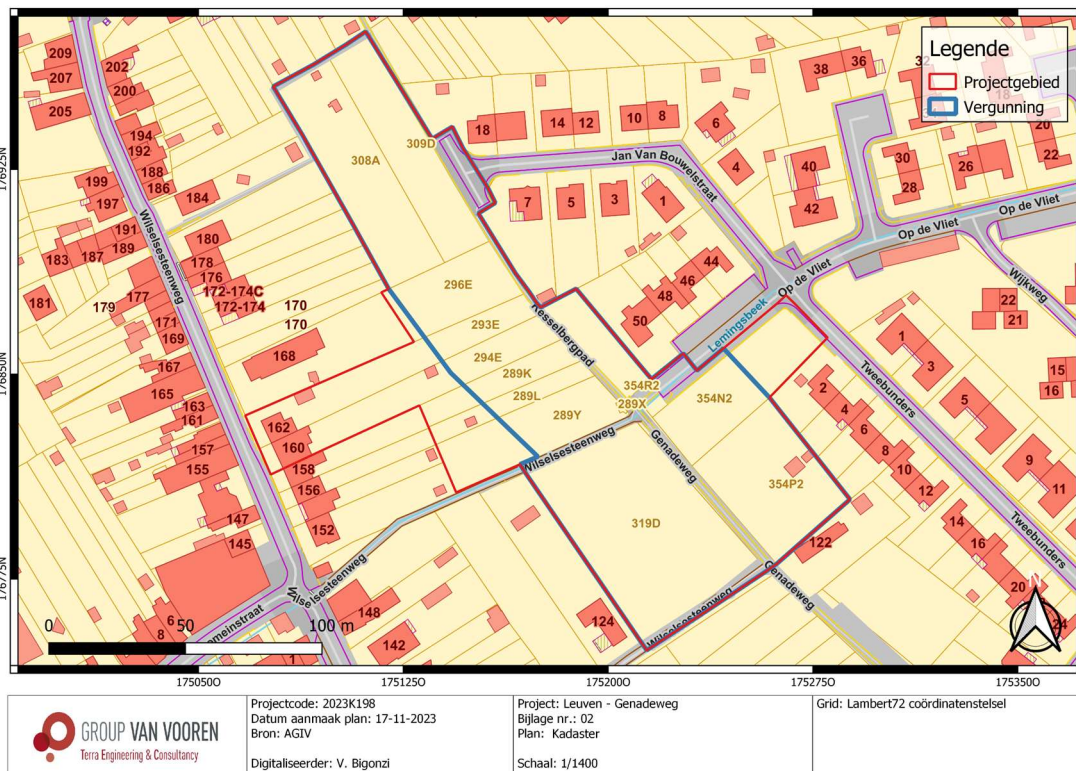 Legende
Projectgebied
Vergunning
209
207
205
202
200
194
192
188
186
184
199
197
191
189
187
183
181
179
177
171
169
167
165
163
161
157
155
147
145
180
178
176
172-174C
172-174
170
170
168
162
160
158
156
152
148
142
124
122
308A
309D
296E
293E
294E
289K
289L
289Y
289X
354R2
354N2
354P2
319D
18
14
12
10
8
6
4
7
5
3
1
38
36
32
18
20
22
26
30
28
40
42
44
46
48
50
22
21
15
16
1
3
5
9
11
2
4
6
8
10
12
14
16
20
24
6
8
1
Wilselsesteenweg
Jan Van Bouwelstraat
Op de Vliet
Op de Vliet
Op de Vliet
Wijkweg
Lemingsbeek
Kesselbergpad
Tweebunders
Tweebunders
Wilselsesteenweg
Genadeweg
Genadeweg
Wilselsesteenweg
Wilselsesteenweg
N
0 50 100 m
176925N
176850N
176775N
175050O
175125O
175200O
175275O
175350O
GROUP VAN VOOREN
Terra Engineering & Consultancy
Projectcode: 2023K198
Datum aanmaak plan: 17-11-2023
Bron: AGIV
Digitaliseerder: V. Bigonzi
Project: Leuven - Genadeweg
Bijlage nr.: 02
Plan: Kadaster
Schaal: 1/1400
Grid: Lambert72 coördinatenstelsel